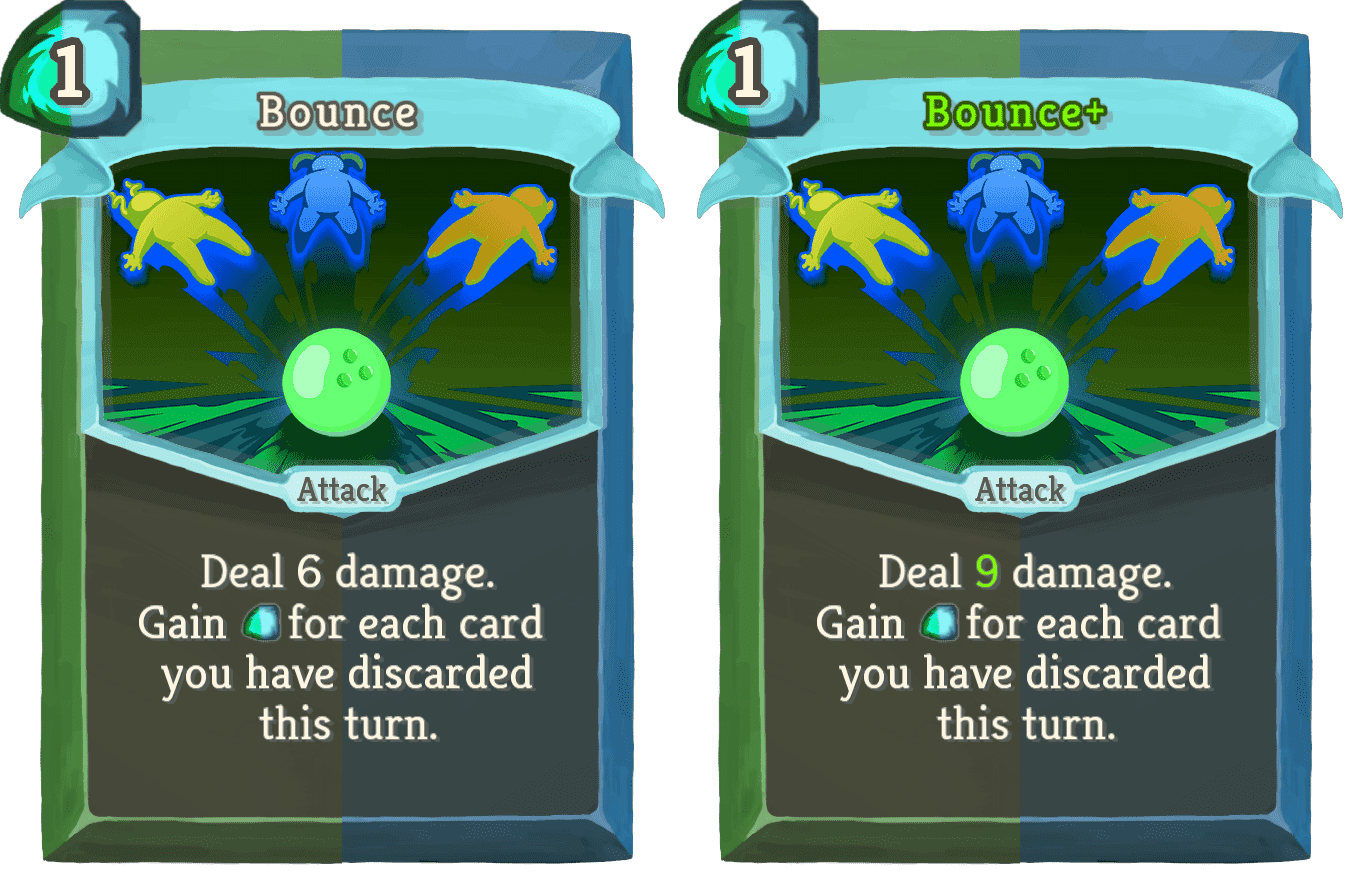 1
Bounce
Attack
Deal 6 damage.
Gain for each card
you have discarded
this turn.
1
Bounce+
Attack
Deal 9 damage.
Gain for each card
you have discarded
this turn.